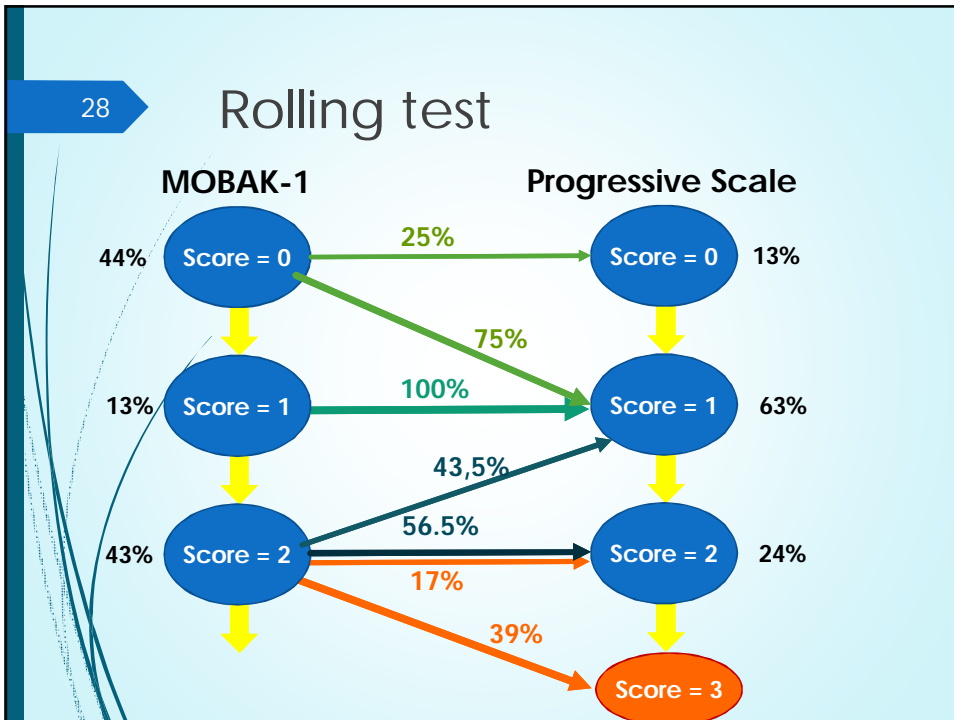 28
Rolling test
MOBAK-1
Progressive Scale
44%
Score = 0
25%
Score = 0
13%
75%
13%
Score = 1
100%
Score = 1
63%
43,5%
56.5%
43%
Score = 2
Score = 2
24%
17%
39%
Score = 3